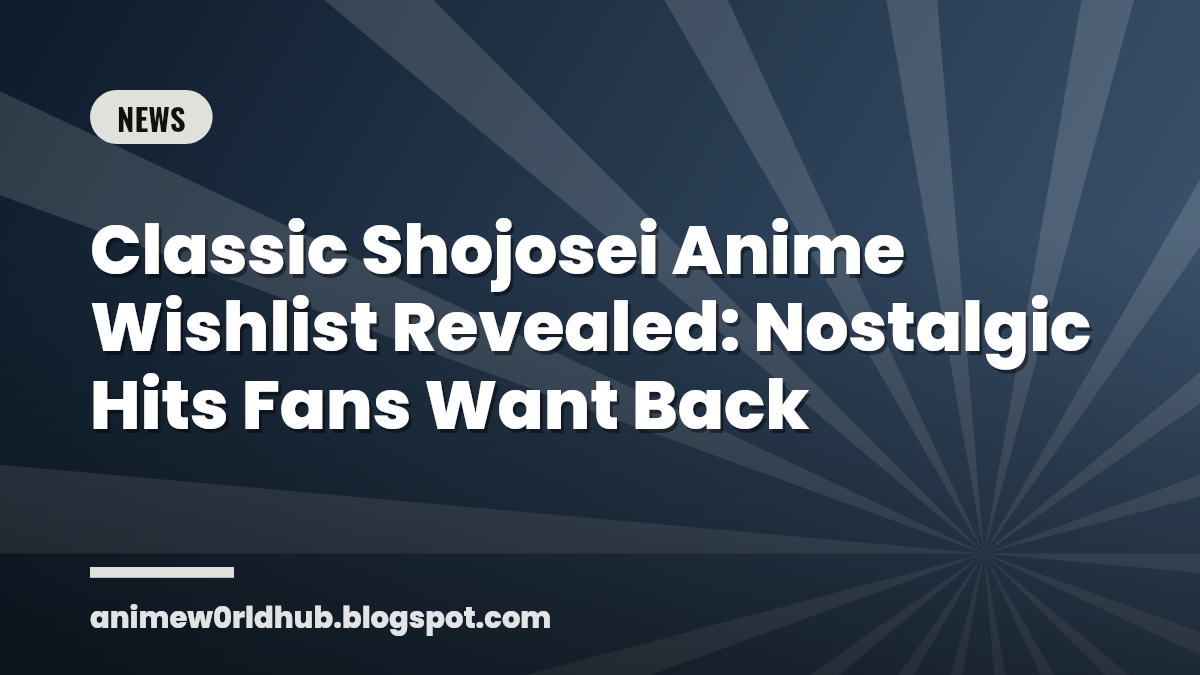 NEWS
Classic Shojosei Anime
Wishlist Revealed: Nostalgic
Hits Fans Want Back
animew0rldhub.blogspot.com